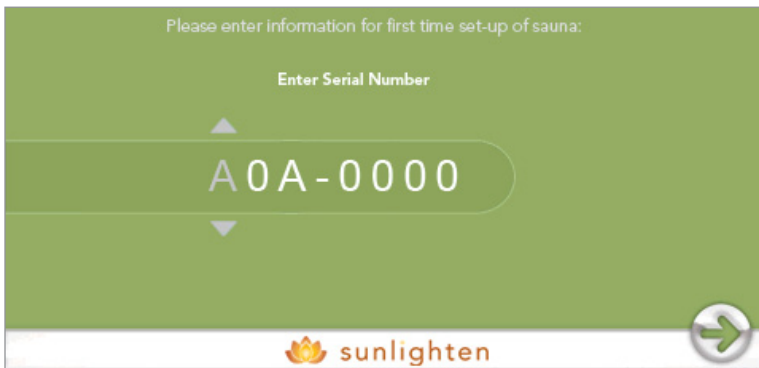 Please enter information for first time set-up of sauna:
Enter Serial Number
A0A-0000
sunlighten